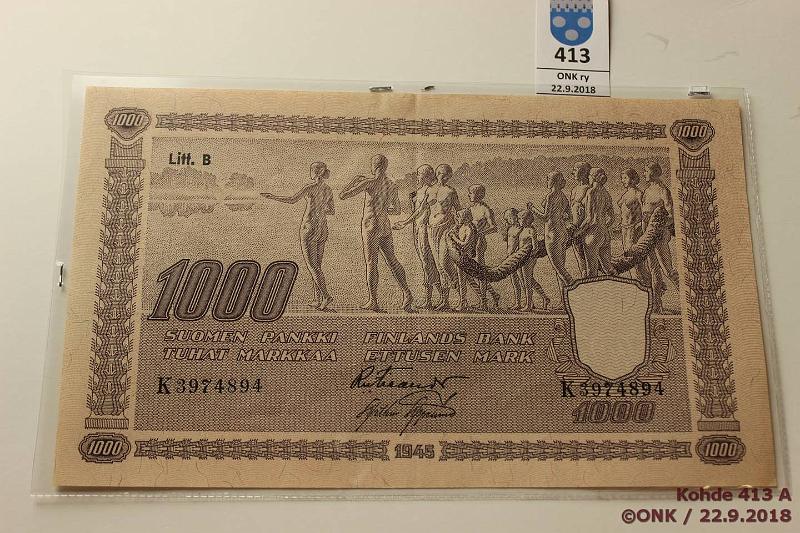 413
ONK ry
22.9.2018
1000 1000
Litt. B
1000
SUOMEN PANKKI FINLANDS BANK
TUHAT MARKKAA ETTUSEN MARK
K3974894 K3974894
1000
1000 1945 1000
Kohde 413 A
©ONK / 22.9.2018